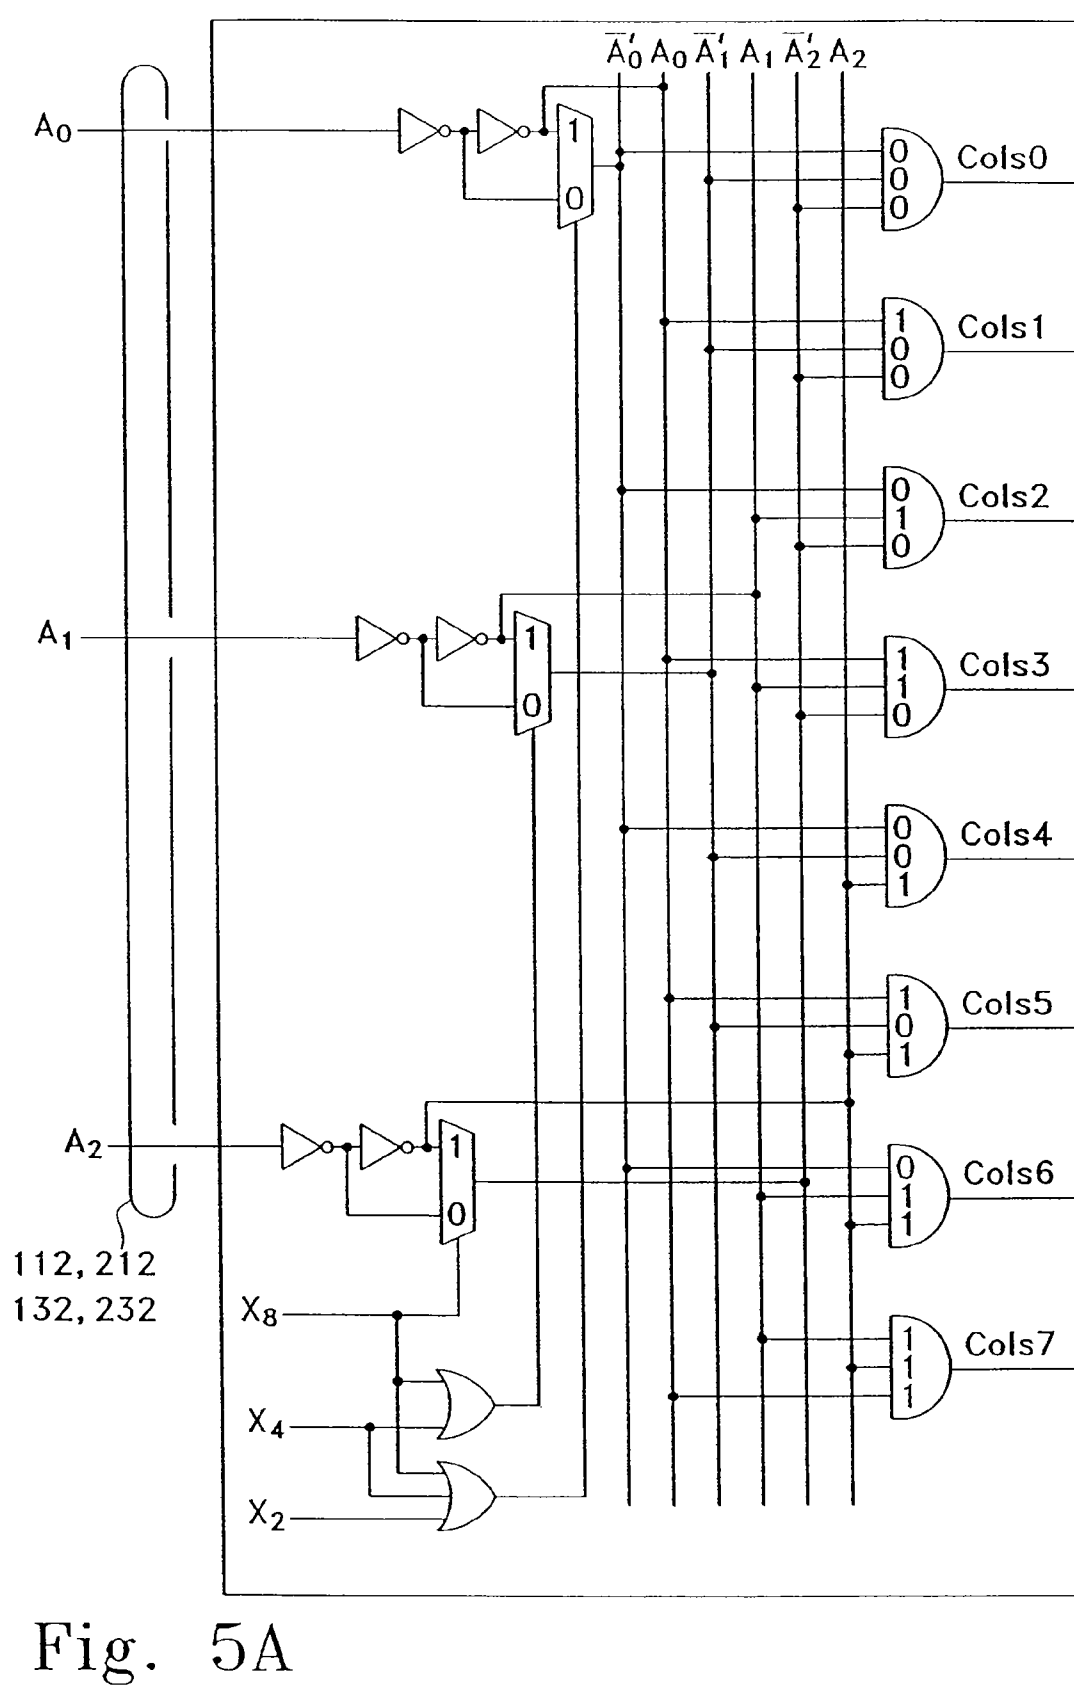 A̅₀′ A₀ A̅₁′ A₁ A̅₂′ A₂
A₀
1
0
0
0
0
Cols0
1
0
0
Cols1
0
1
0
Cols2
A₁
1
0
1
1
0
Cols3
0
0
1
Cols4
1
0
1
Cols5
A₂
1
0
0
1
1
Cols6
112, 212
132, 232
X₈
1
1
1
Cols7
X₄
X₂
Fig. 5A